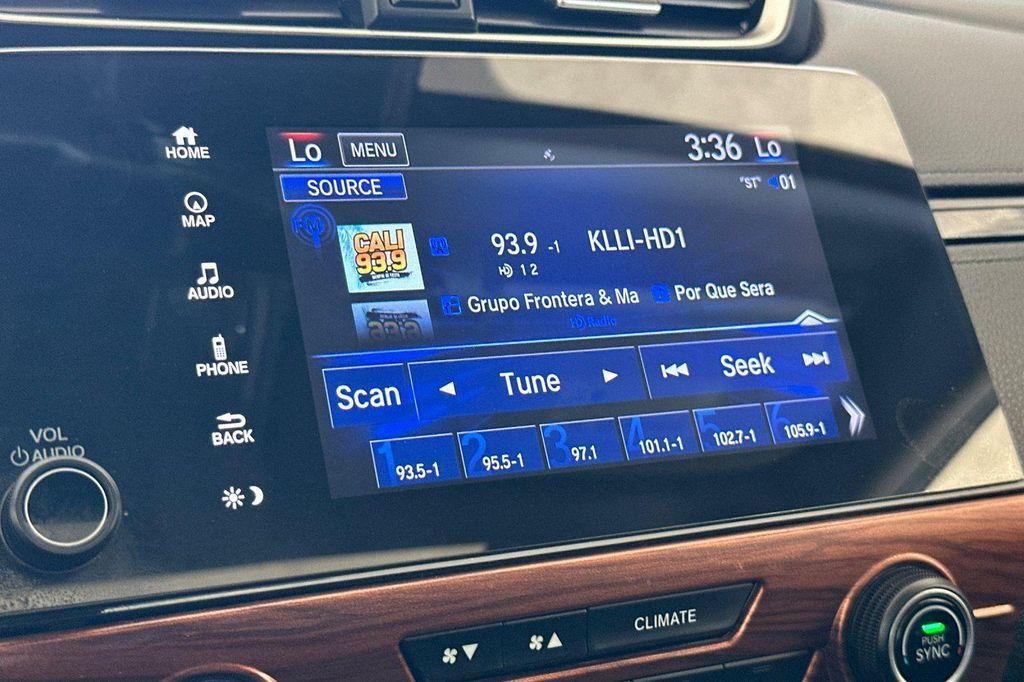 Lo MENU 3:36 Lo
SOURCE "ST" 01
HOME
FM
CALI
93.9
93.9 -1 KLLI-HD1
HD 1 2
MAP
Grupo Frontera & Ma Por Que Sera
HD Radio
AUDIO
Scan Tune Seek
PHONE
1 93.5-1 2 95.5-1 3 97.1 4 101.1-1 5 102.7-1 6 105.9-1
BACK
VOL
AUDIO
CLIMATE
PUSH
SYNC